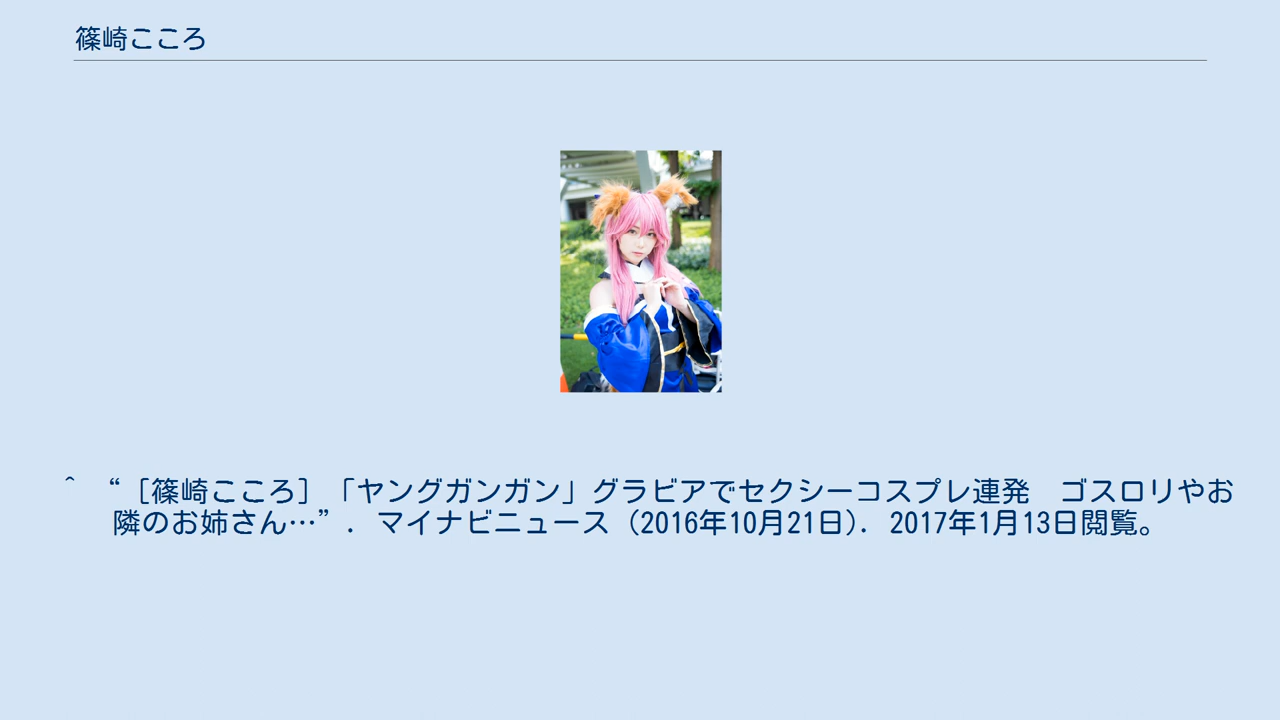 篠崎こころ
^ “［篠崎こころ］「ヤングガンガン」グラビアでセクシーコスプレ連発　ゴスロリやお
隣のお姉さん…”. マイナビニュース (2016年10月21日). 2017年1月13日閲覧。